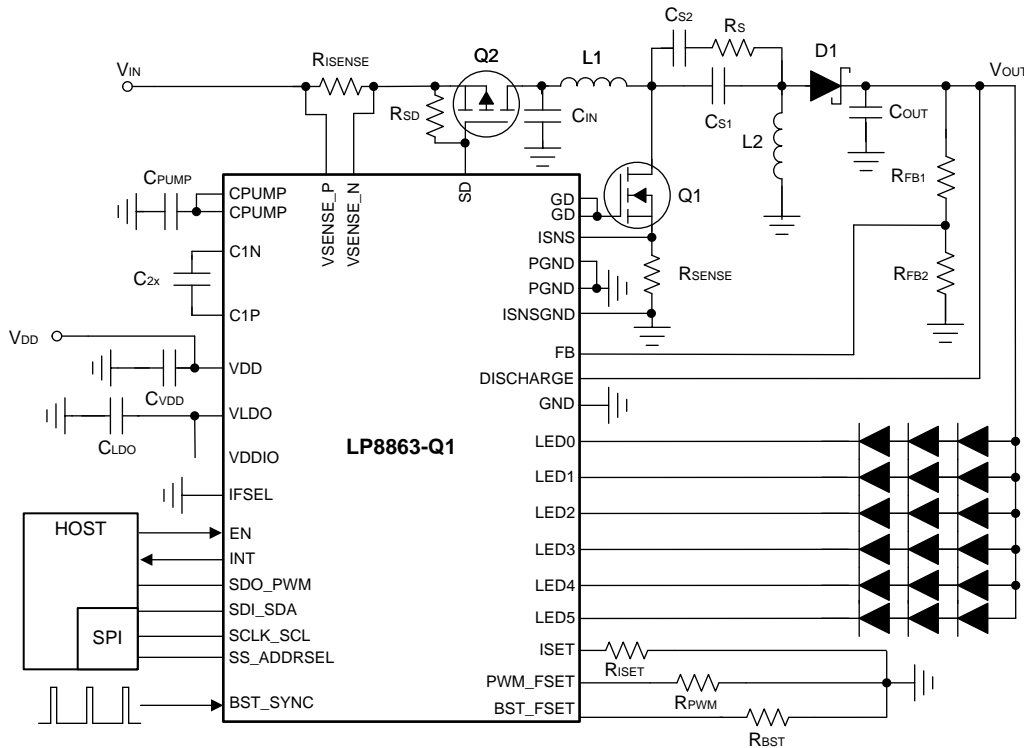 CS2
RS
D1
VIN
RISENSE
Q2
L1
VOUT
RSD
CIN
CS1
COUT
L2
RFB1
RFB2
Q1
RSENSE
CPUMP
CPUMP
CPUMP
VSENSE_P
VSENSE_N
SD
GD
GD
ISNS
PGND
PGND
ISNSGND
C1N
C2x
C1P
VDD
VDD
CVDD
FB
DISCHARGE
GND
VLDO
CLDO
VDDIO
LP8863-Q1
IFSEL
HOST
EN
INT
SDO_PWM
SDI_SDA
SPI
SCLK_SCL
SS_ADDRSEL
BST_SYNC
LED0
LED1
LED2
LED3
LED4
LED5
ISET
RISET
PWM_FSET
RPWM
BST_FSET
RBST